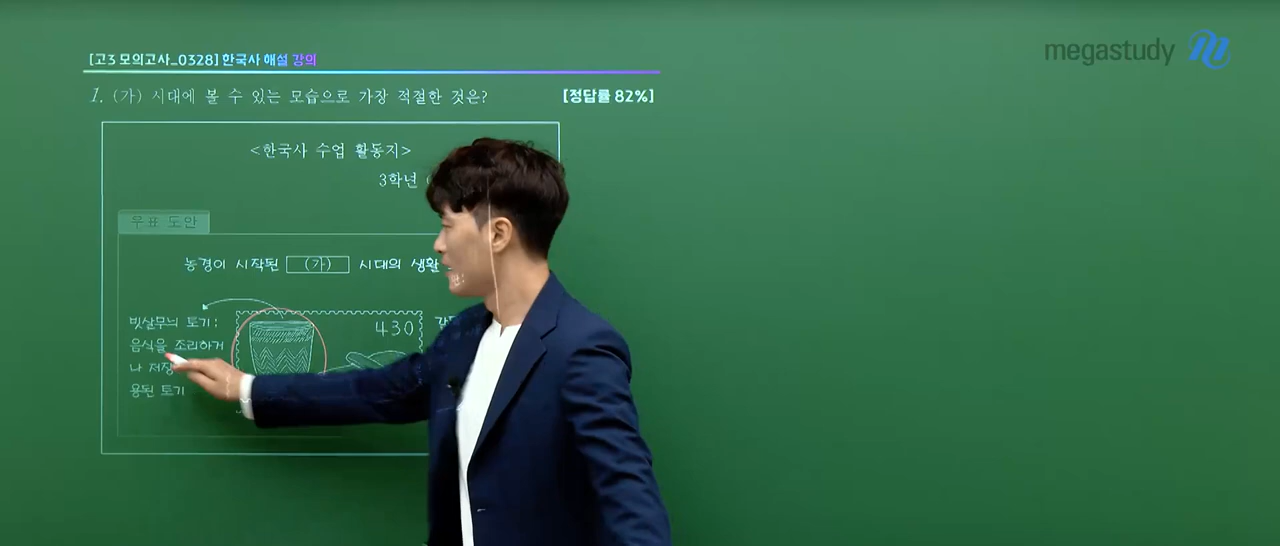 [고3 모의고사_0328] 한국사 해설 강의
megastudy
1. (가) 시대에 볼 수 있는 모습으로 가장 적절한 것은?
[정답률 82%]
<한국사 수업 활동지>
3학년
우표 도안
농경이 시작된 (가) 시대의 생활
빗살무늬 토기:
음식을 조리하거
나 저장
용된 토기
430